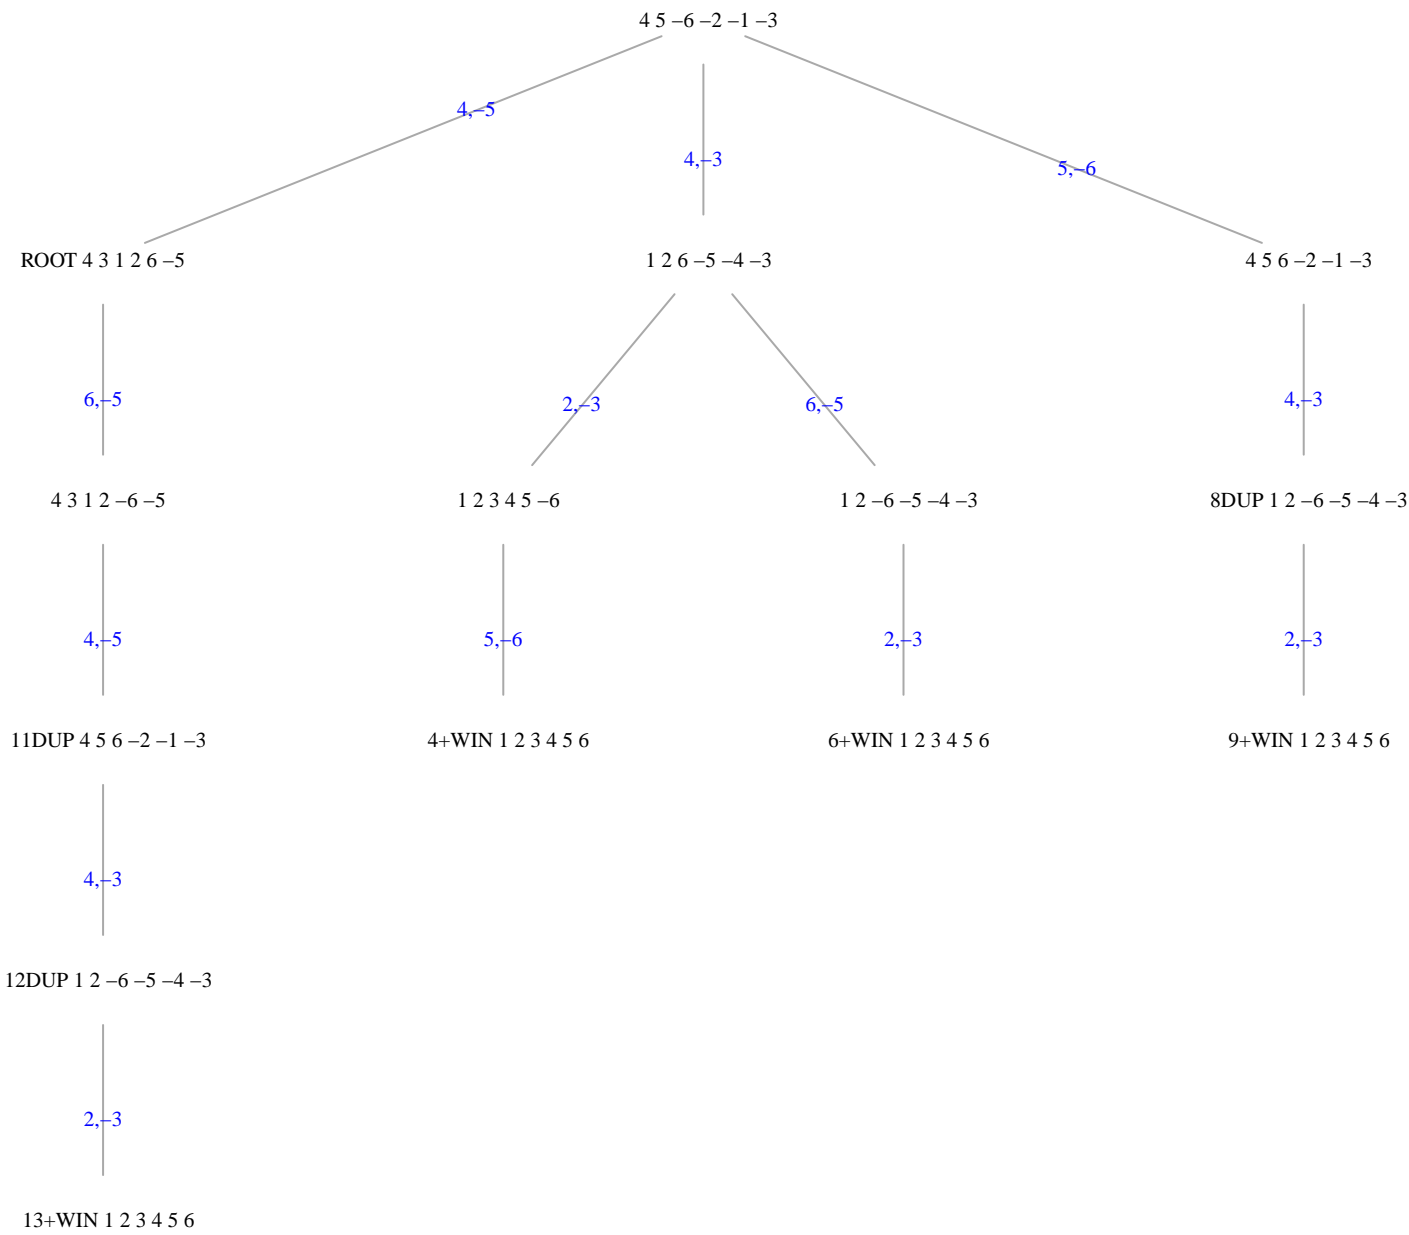 4 5 –6 –2 –1 –3
4,–5
4,–3
5,–6
ROOT 4 3 1 2 6 –5
1 2 6 –5 –4 –3
4 5 6 –2 –1 –3
6,–5
2,–3
6,–5
4,–3
4 3 1 2 –6 –5
1 2 3 4 5 –6
1 2 –6 –5 –4 –3
8DUP 1 2 –6 –5 –4 –3
4,–5
5,–6
2,–3
2,–3
11DUP 4 5 6 –2 –1 –3
4+WIN 1 2 3 4 5 6
6+WIN 1 2 3 4 5 6
9+WIN 1 2 3 4 5 6
4,–3
12DUP 1 2 –6 –5 –4 –3
2,–3
13+WIN 1 2 3 4 5 6